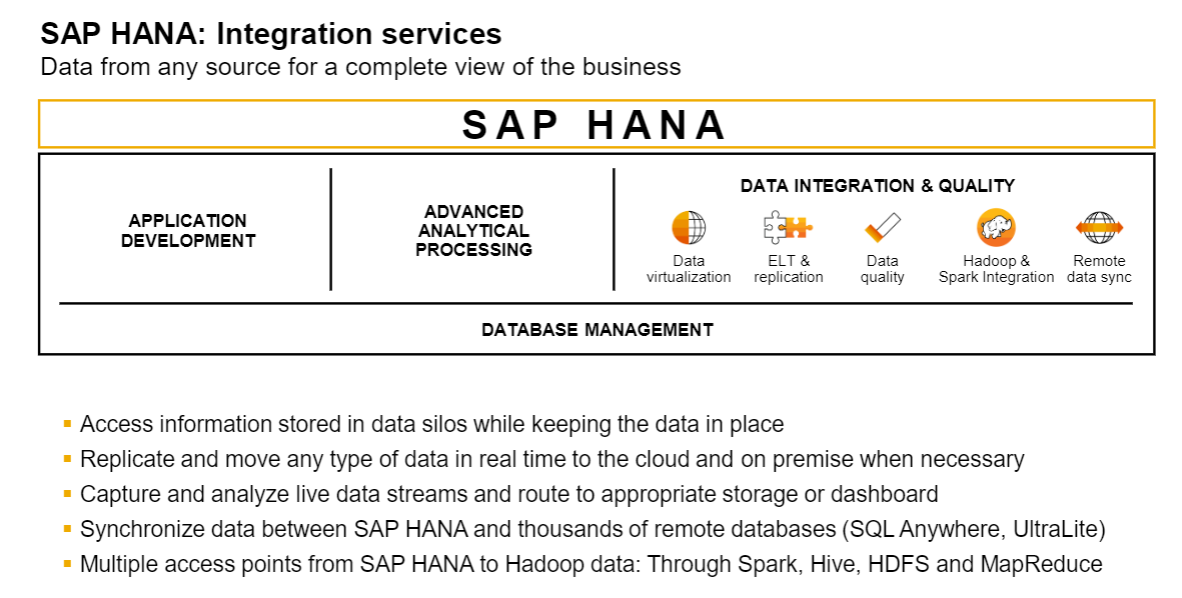 SAP HANA: Integration services
Data from any source for a complete view of the business
SAP HANA
APPLICATION
DEVELOPMENT
ADVANCED
ANALYTICAL
PROCESSING
DATA INTEGRATION & QUALITY
Data
virtualization
ELT &
replication
Data
quality
Hadoop &
Spark Integration
Remote
data sync
DATABASE MANAGEMENT
Access information stored in data silos while keeping the data in place
Replicate and move any type of data in real time to the cloud and on premise when necessary
Capture and analyze live data streams and route to appropriate storage or dashboard
Synchronize data between SAP HANA and thousands of remote databases (SQL Anywhere, UltraLite)
Multiple access points from SAP HANA to Hadoop data: Through Spark, Hive, HDFS and MapReduce